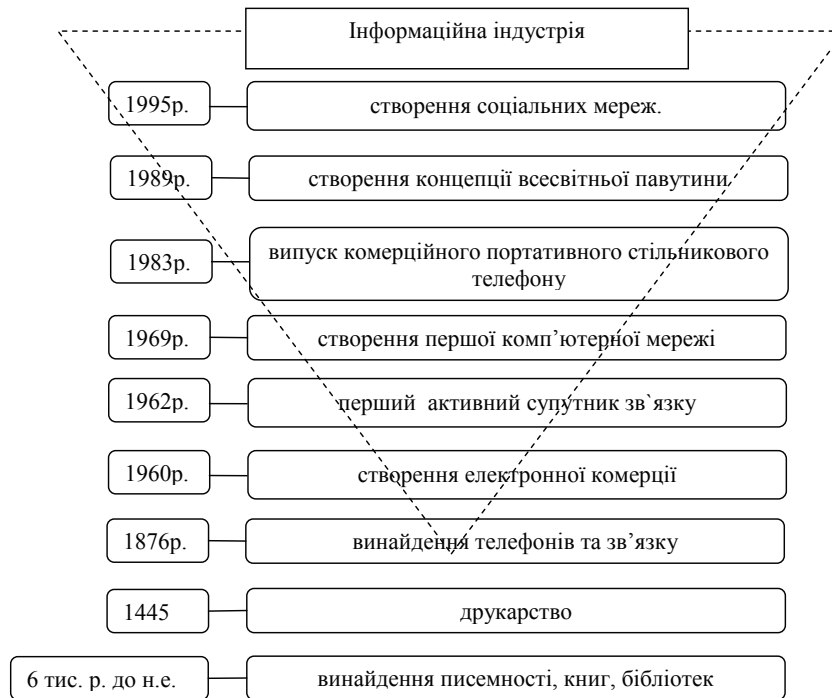 Інформаційна індустрія
1995р. створення соціальних мереж.
1989р. створення концепції всесвітньої павутини
1983р. випуск комерційного портативного стільникового
телефону
1969р. створення першої комп’ютерної мережі
1962р. перший активний супутник зв`язку
1960р. створення електронної комерції
1876р. винайдення телефонів та зв’язку
1445 друкарство
6 тис. р. до н.е. винайдення писемності, книг, бібліотек